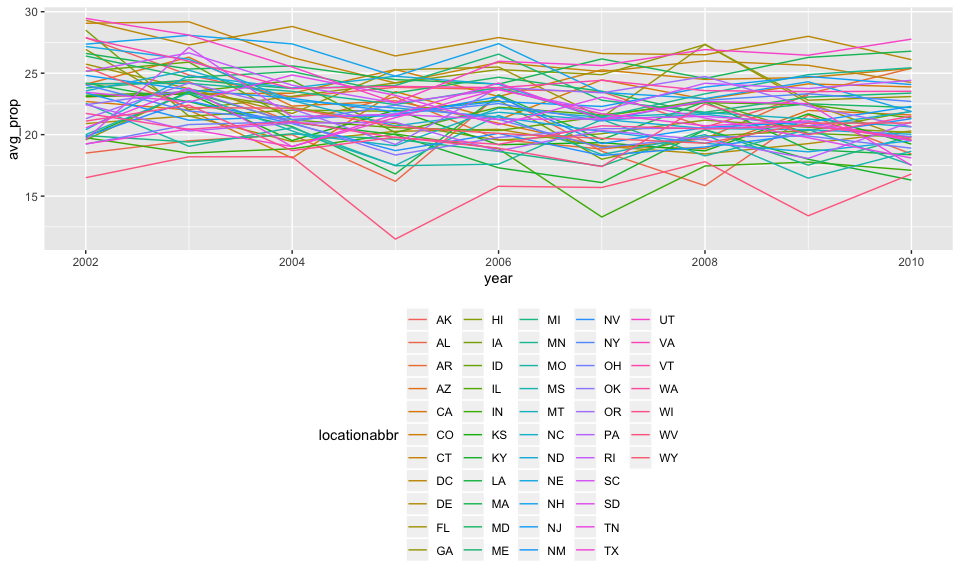 30
25
20
15
avg_prop
2002 2004 2006 2008 2010
year
locationabbr
AK HI MI NV UT
AL IA MN NY VA
AR ID MO OH VT
AZ IL MS OK WA
CA IN MT OR WI
CO KS NC PA WV
CT KY ND RI WY
DC LA NE SC
DE MA NH SD
FL MD NJ TN
GA ME NM TX